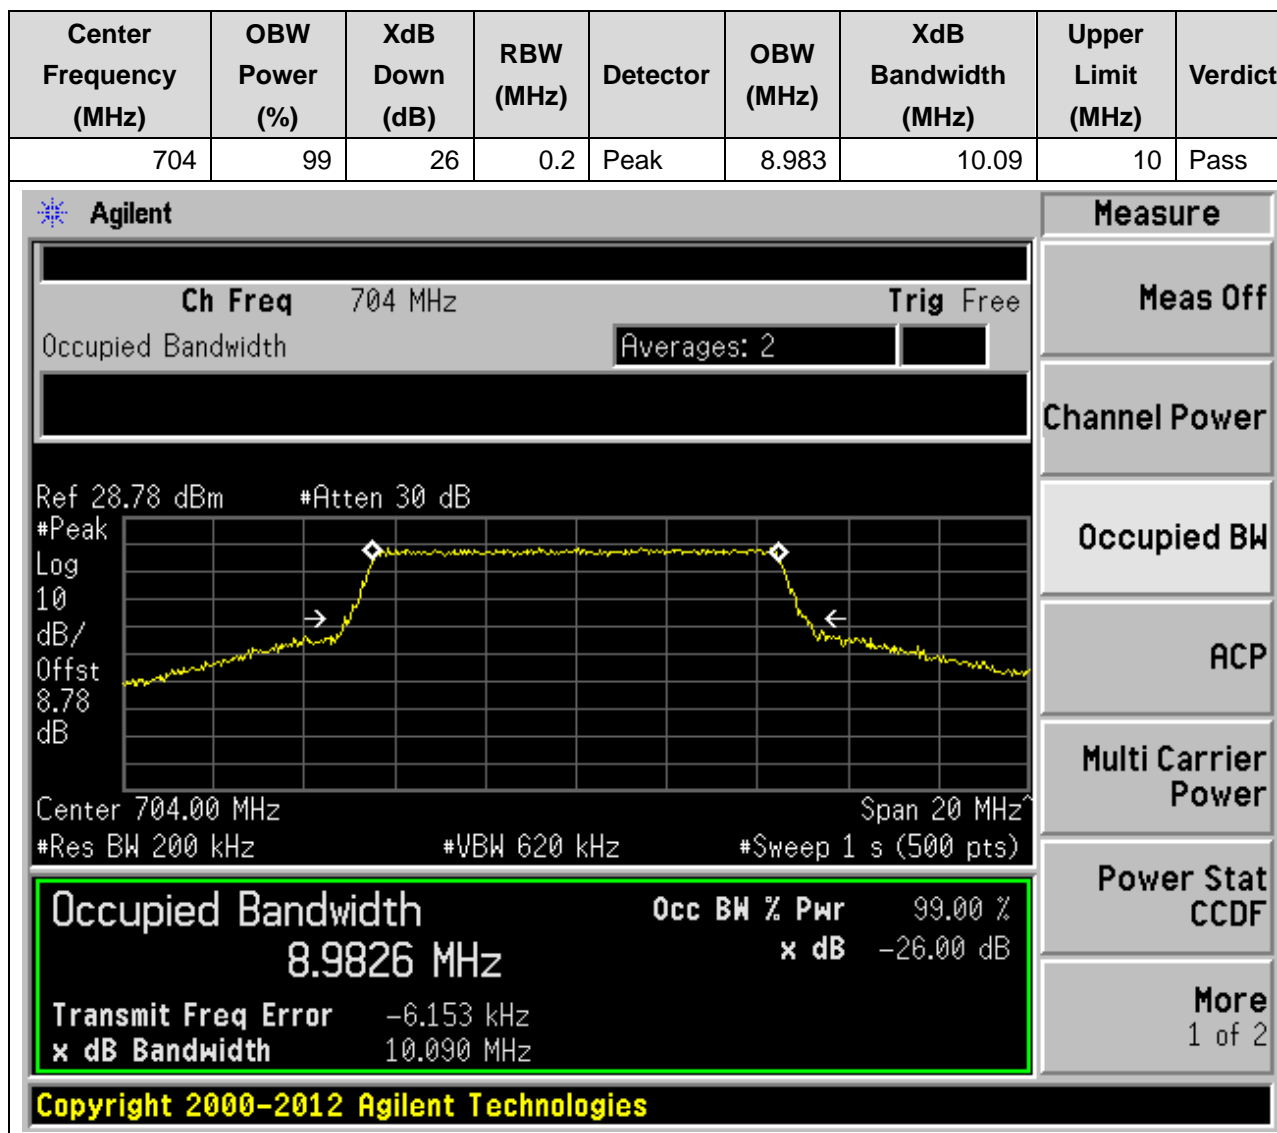 Center Frequency (MHz) OBW Power (%) XdB Down (dB) RBW (MHz) Detector OBW (MHz) XdB Bandwidth (MHz) Upper Limit (MHz) Verdict
704 99 26 0.2 Peak 8.983 10.09 10 Pass
Agilent
Measure
Ch Freq 704 MHz Trig Free
Meas Off
Occupied Bandwidth Averages: 2
Channel Power
Ref 28.78 dBm #Atten 30 dB
#Peak
Log
10
dB/
Offst
8.78
dB
Occupied BW
ACP
Multi Carrier
Power
Center 704.00 MHz Span 20 MHz^
#Res BW 200 kHz #VBW 620 kHz #Sweep 1 s (500 pts)
Power Stat
CCDF
Occupied Bandwidth Occ BW % Pwr 99.00 %
8.9826 MHz x dB -26.00 dB
Transmit Freq Error -6.153 kHz
x dB Bandwidth 10.090 MHz
More
1 of 2
Copyright 2000-2012 Agilent Technologies